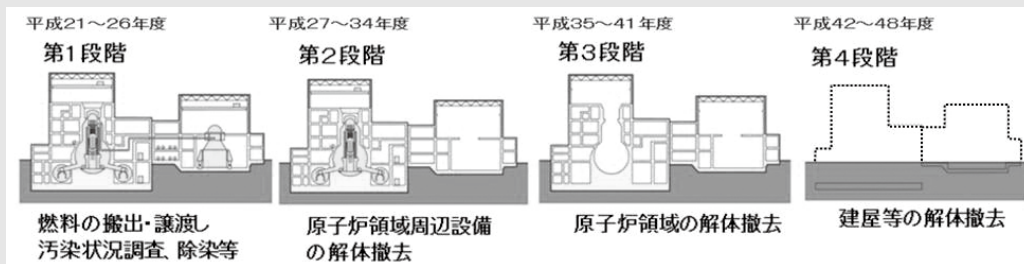 平成21～26年度
第1段階
燃料の搬出・譲渡し
汚染状況調査、除染等
平成27～34年度
第2段階
原子炉領域周辺設備
の解体撤去
平成35～41年度
第3段階
原子炉領域の解体撤去
平成42～48年度
第4段階
建屋等の解体撤去